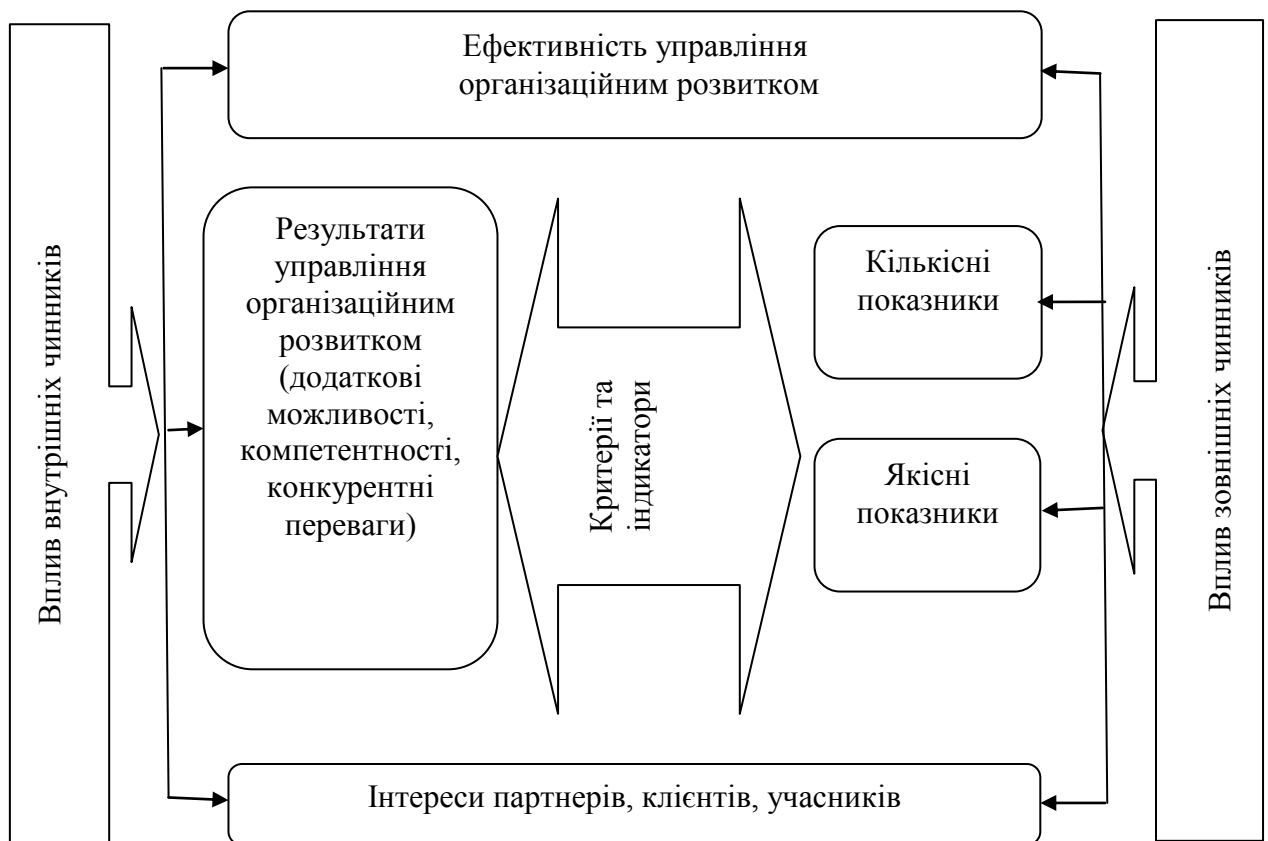 Ефективність управління
організаційним розвитком
Вплив внутрішніх чинників
Результати
управління
організаційним
розвитком
(додаткові
можливості,
компетентності,
конкурентні
переваги)
Критерії та
індикатори
Кількісні
показники
Якісні
показники
Вплив зовнішніх чинників
Інтереси партнерів, клієнтів, учасників